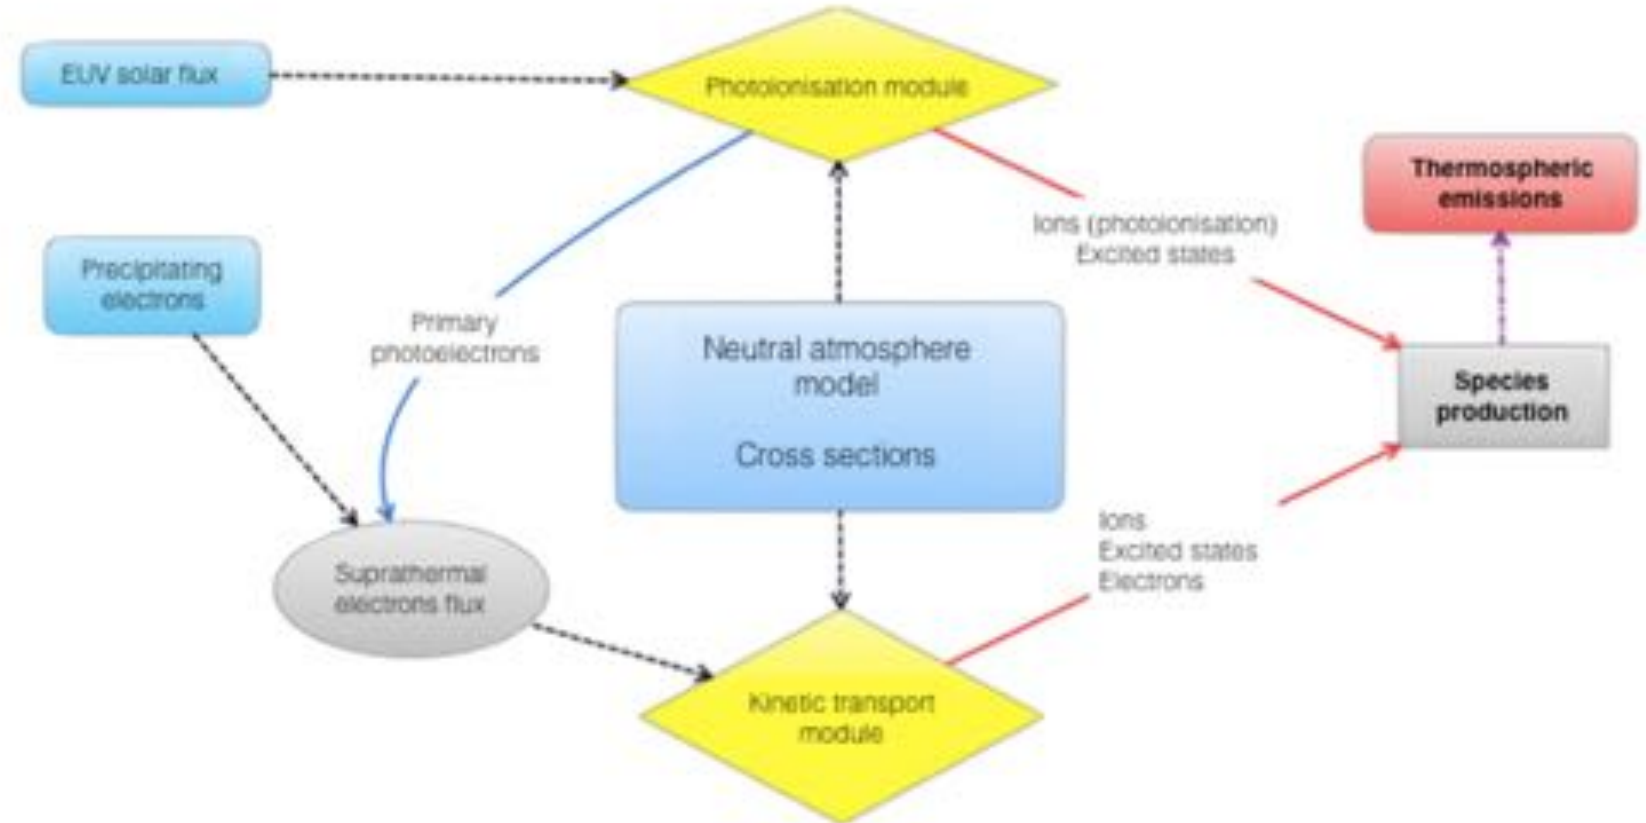 EUV solar flux
Photoionisation module
Thermospheric
emissions
Ions (photoionisation)
Excited states
Precipitating
electrons
Primary
photoelectrons
Neutral atmosphere
model
Cross sections
Species
production
Ions
Excited states
Electrons
Suprathermal
electrons flux
Kinetic transport
module